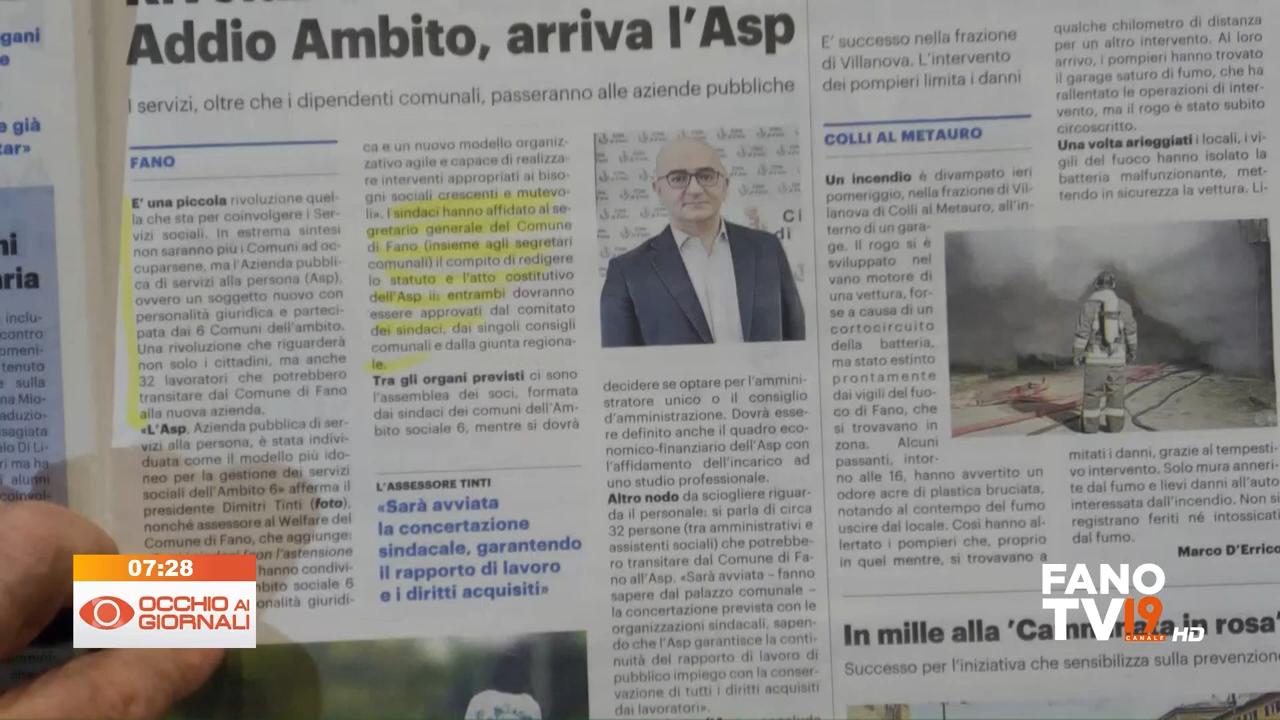 Addio Ambito, arriva l'Asp
I servizi, oltre che i dipendenti comunali, passeranno alle aziende pubbliche
gani
e già
tar»
ni
ria
FANO
E' una piccola rivoluzione quel-
la che sta per coinvolgere i Ser-
vizi sociali. In estrema sintesi
non saranno più i Comuni ad oc-
cuparsene, ma l'Azienda pubbli-
ca di servizi alla persona (Asp),
ovvero un soggetto nuovo con
personalità giuridica e parteci-
pata dai 6 Comuni dell'ambito.
Una rivoluzione che riguarderà
non solo i cittadini, ma anche
32 lavoratori che potrebbero
transitare dal Comune di Fano
alla nuova azienda.
«L'Asp, Azienda pubblica di ser-
vizi alla persona, è stata indivi-
duata come il modello più ido-
neo per la gestione dei servizi
sociali dell'Ambito 6» afferma il
presidente Dimitri Tinti (foto),
nonché assessore al Welfare del
Comune di Fano, che aggiunge:
(con l'astensione
hanno condivi-
bito sociale 6
onalità giuridi-
ca e un nuovo modello organiz-
zativo agile e capace di realizza-
re interventi appropriati ai biso-
gni sociali crescenti e mutevo-
li». I sindaci hanno affidato al se-
gretario generale del Comune
di Fano (insieme agli segretari
comunali) il compito di redigere
lo statuto e l'atto costitutivo
dell'Asp entrambi dovranno
essere approvati dal comitato
dei sindaci, dai singoli consigli
comunali e dalla giunta regiona-
le.
Tra gli organi previsti ci sono
l'assemblea dei soci, formata
dai sindaci dei comuni dell'Am-
bito sociale 6, mentre si dovrà
L'ASSESSORE TINTI
«Sarà avviata
la concertazione
sindacale, garantendo
il rapporto di lavoro
e i diritti acquisiti»
Ci
di
decidere se optare per l'ammini-
stratore unico o il consiglio
d'amministrazione. Dovrà esse-
re definito anche il quadro eco-
nomico-finanziario dell'Asp con
l'affidamento dell'incarico ad
uno studio professionale.
Altro nodo da sciogliere riguar-
da il personale: si parla di circa
32 persone (tra amministrativi e
assistenti sociali) che potrebbe-
ro transitare dal Comune di Fa-
no all'Asp. «Sarà avviata – fanno
sapere dal palazzo comunale –
la concertazione prevista con le
organizzazioni sindacali, sapen-
do che l'Asp garantisce la conti-
nuità del rapporto di lavoro di
pubblico impiego con la conser-
vazione di tutti i diritti acquisiti
dai lavoratori».
E' successo nella frazione
di Villanova. L'intervento
dei pompieri limita i danni
COLLI AL METAURO
Un incendio è divampato ieri
pomeriggio, nella frazione di Vil-
lanova di Colli al Metauro, all'in-
terno di un gara-
ge. Il rogo si è
sviluppato nel
vano motore di
una vettura, for-
se a causa di un
cortocircuito
della batteria,
ma stato estinto
prontamente
dai vigili del fuo-
co di Fano, che
si trovavano in
zona. Alcuni
passanti, intor-
no alle 16, hanno avvertito un
odore acre di plastica bruciata,
notando al contempo del fumo
uscire dal locale. Così hanno al-
lertato i pompieri che, proprio
in quei mentre, si trovavano a
qualche chilometro di distanza
per un altro intervento. Al loro
arrivo, i pompieri hanno trovato
il garage saturo di fumo, che ha
rallentato le operazioni di inter-
vento, ma il rogo è stato subito
circoscritto.
Una volta arieggiati i locali, i vi-
gili del fuoco hanno isolato la
batteria malfunzionante, met-
tendo in sicurezza la vettura. Li-
mitati i danni, grazie al tempesti-
vo intervento. Solo mura anneri-
te dal fumo e lievi danni all'auto
interessata dall'incendio. Non si
registrano feriti né intossicati
dal fumo.
Marco D'Errico
In mille alla 'Camminata in rosa'
Successo per l'iniziativa che sensibilizza sulla prevenzione
07:28
OCCHIO AI
GIORNALI
FANO
TV 19
CANALE HD